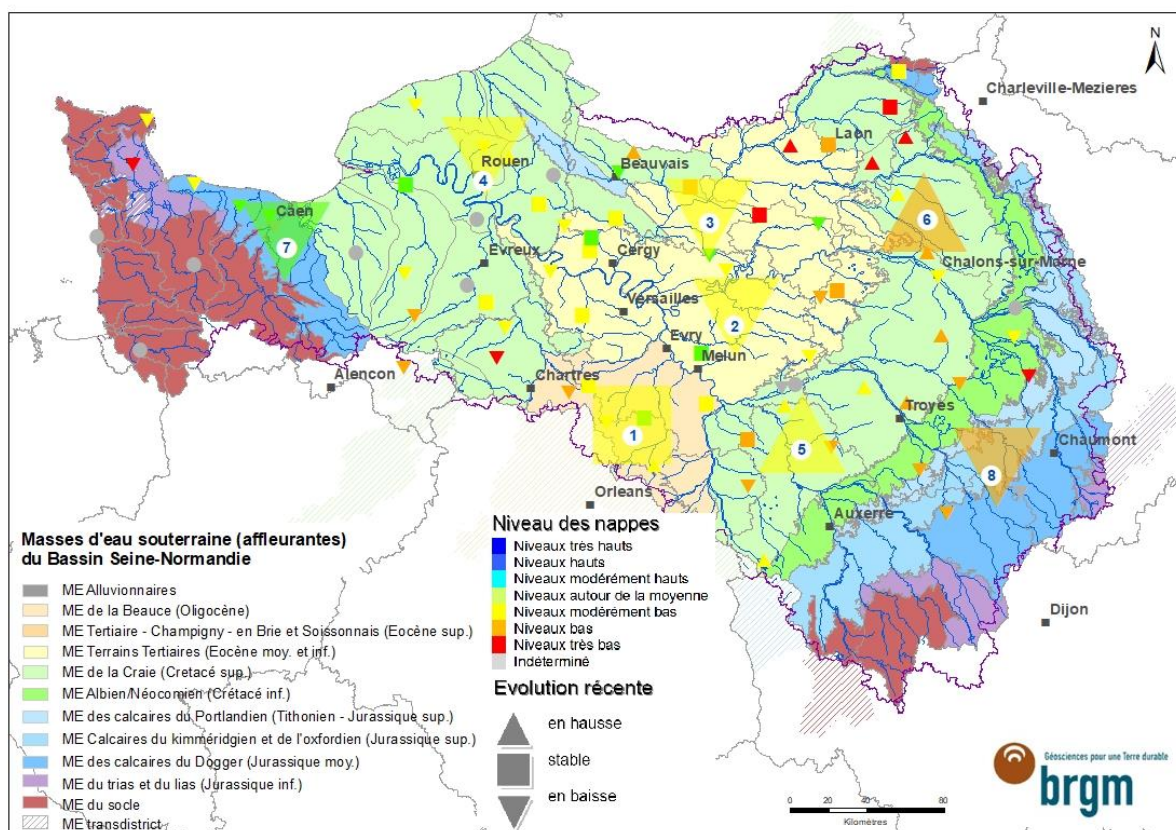 N
Charleville-Mezieres
Laon
Rouen
Beauvais
4
3
6
Caen
7
Evreux
Cergy
Chalons-sur-Marne
Versailles
2
Evry
Melun
Alencon
Chartres
Troyes
1
5
8
Chaumont
Orleans
Auxerre
Dijon
Masses d'eau souterraine (affleurantes)
du Bassin Seine-Normandie
ME Alluvionnaires
ME de la Beauce (Oligocène)
ME Tertiaire - Champigny - en Brie et Soissonnais (Eocène sup.)
ME Terrains Tertiaires (Eocène moy. et inf.)
ME de la Craie (Cretacé sup.)
ME Albien/Néocomien (Crétacé inf.)
ME des calcaires du Portlandien (Tithonien - Jurassique sup.)
ME Calcaires du kimméridgien et de l'oxfordien (Jurassique sup.)
ME des calcaires du Dogger (Jurassique moy.)
ME du trias et du lias (Jurassique inf.)
ME du socle
ME transdistrict
Niveau des nappes
Niveaux très hauts
Niveaux hauts
Niveaux modérément hauts
Niveaux autour de la moyenne
Niveaux modérément bas
Niveaux bas
Niveaux très bas
Indéterminé
Evolution récente
en hausse
stable
en baisse
Géosciences pour une Terre durable
brgm
0 20 40 60 80
Kilomètres